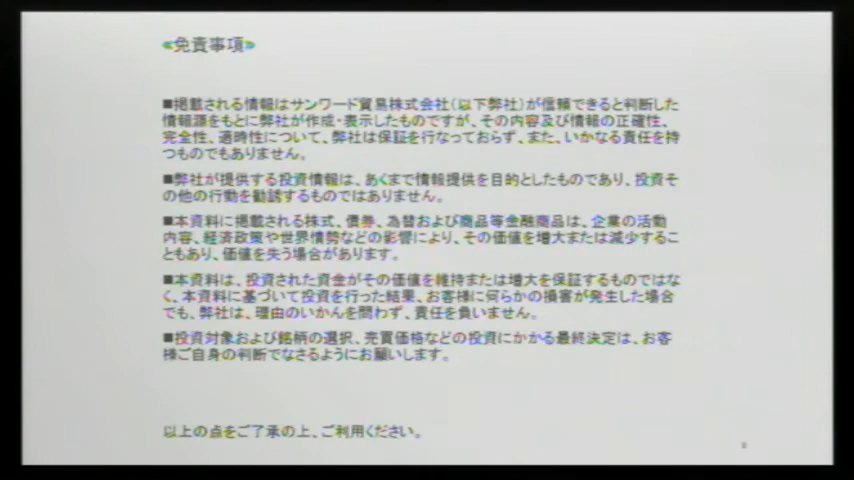 ≪免責事項≫
■掲載される情報はサンワード貿易株式会社(以下弊社)が信頼できると判断した
情報源をもとに弊社が作成・表示したものですが、その内容及び情報の正確性、
完全性、適時性について、弊社は保証を行なっておらず、また、いかなる責任を持
つものでもありません。
■弊社が提供する投資情報は、あくまで情報提供を目的としたものであり、投資そ
の他の行動を勧誘するものではありません。
■本資料に掲載される株式、債券、為替および商品等金融商品は、企業の活動
内容、経済政策や世界情勢などの影響により、その価値を増大または減少するこ
ともあり、価値を失う場合があります。
■本資料は、投資された資金がその価値を維持または増大を保証するものではな
く、本資料に基づいて投資を行った結果、お客様に何らかの損害が発生した場合
でも、弊社は、理由のいかんを問わず、責任を負いません。
■投資対象および銘柄の選択、売買価格などの投資にかかる最終決定は、お客
様ご自身の判断でなさるようにお願いします。
以上の点をご了承の上、ご利用ください。